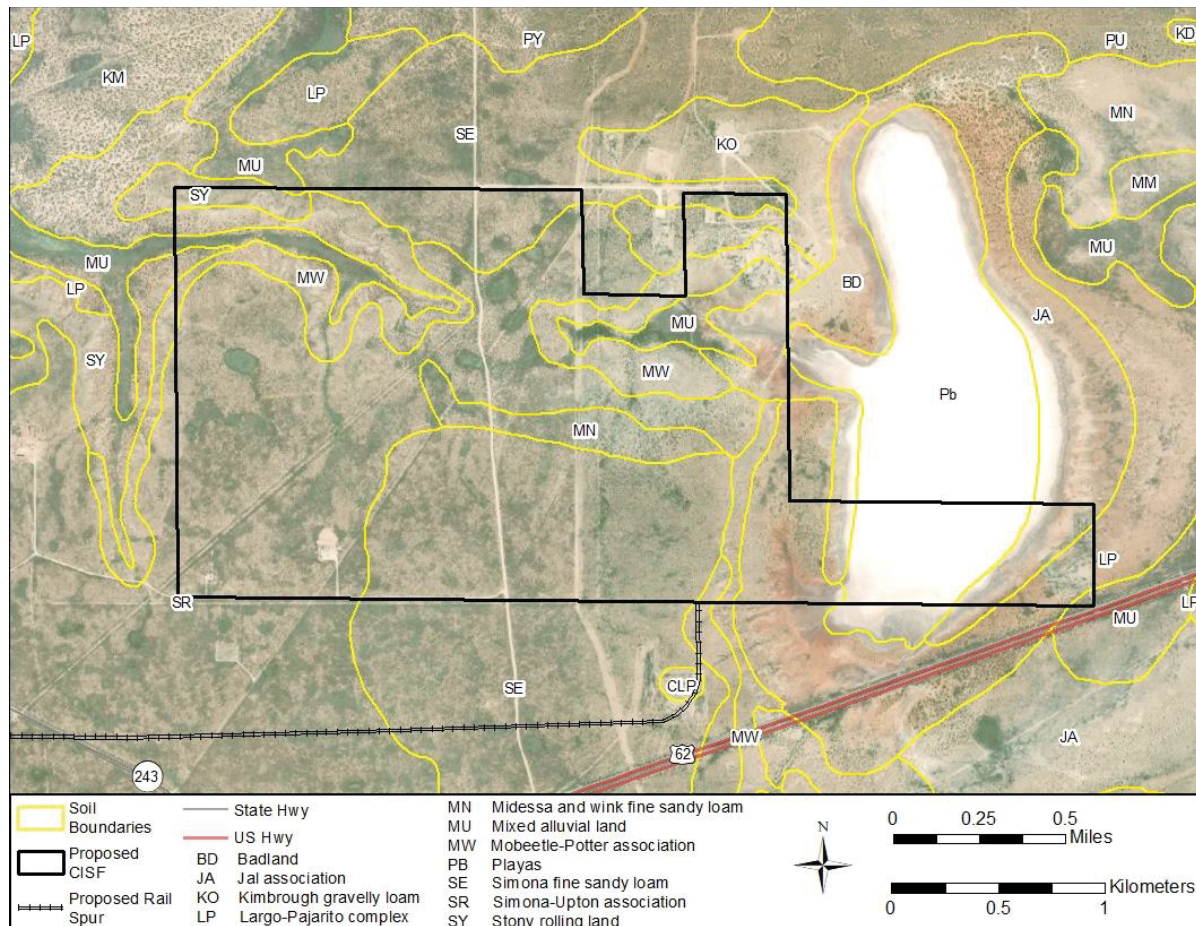 LP
PY
PU
KD
KM
LP
MN
SE
KO
MU
MM
SY
MU
MU
LP
MW
BD
MU
JA
SY
MW
Pb
MN
LP
SR
MU
LP
SE
CLP
MW
62
JA
243
Soil Boundaries
Proposed CISF
Proposed Rail Spur
State Hwy
US Hwy
BD Badland
JA Jal association
KO Kimbrough gravelly loam
LP Largo-Pajarito complex
MN Midessa and wink fine sandy loam
MU Mixed alluvial land
MW Mobeetle-Potter association
PB Playas
SE Simona fine sandy loam
SR Simona-Upton association
SY Stony rolling land
N
0 0.25 0.5
Miles
Kilometers
0 0.5 1